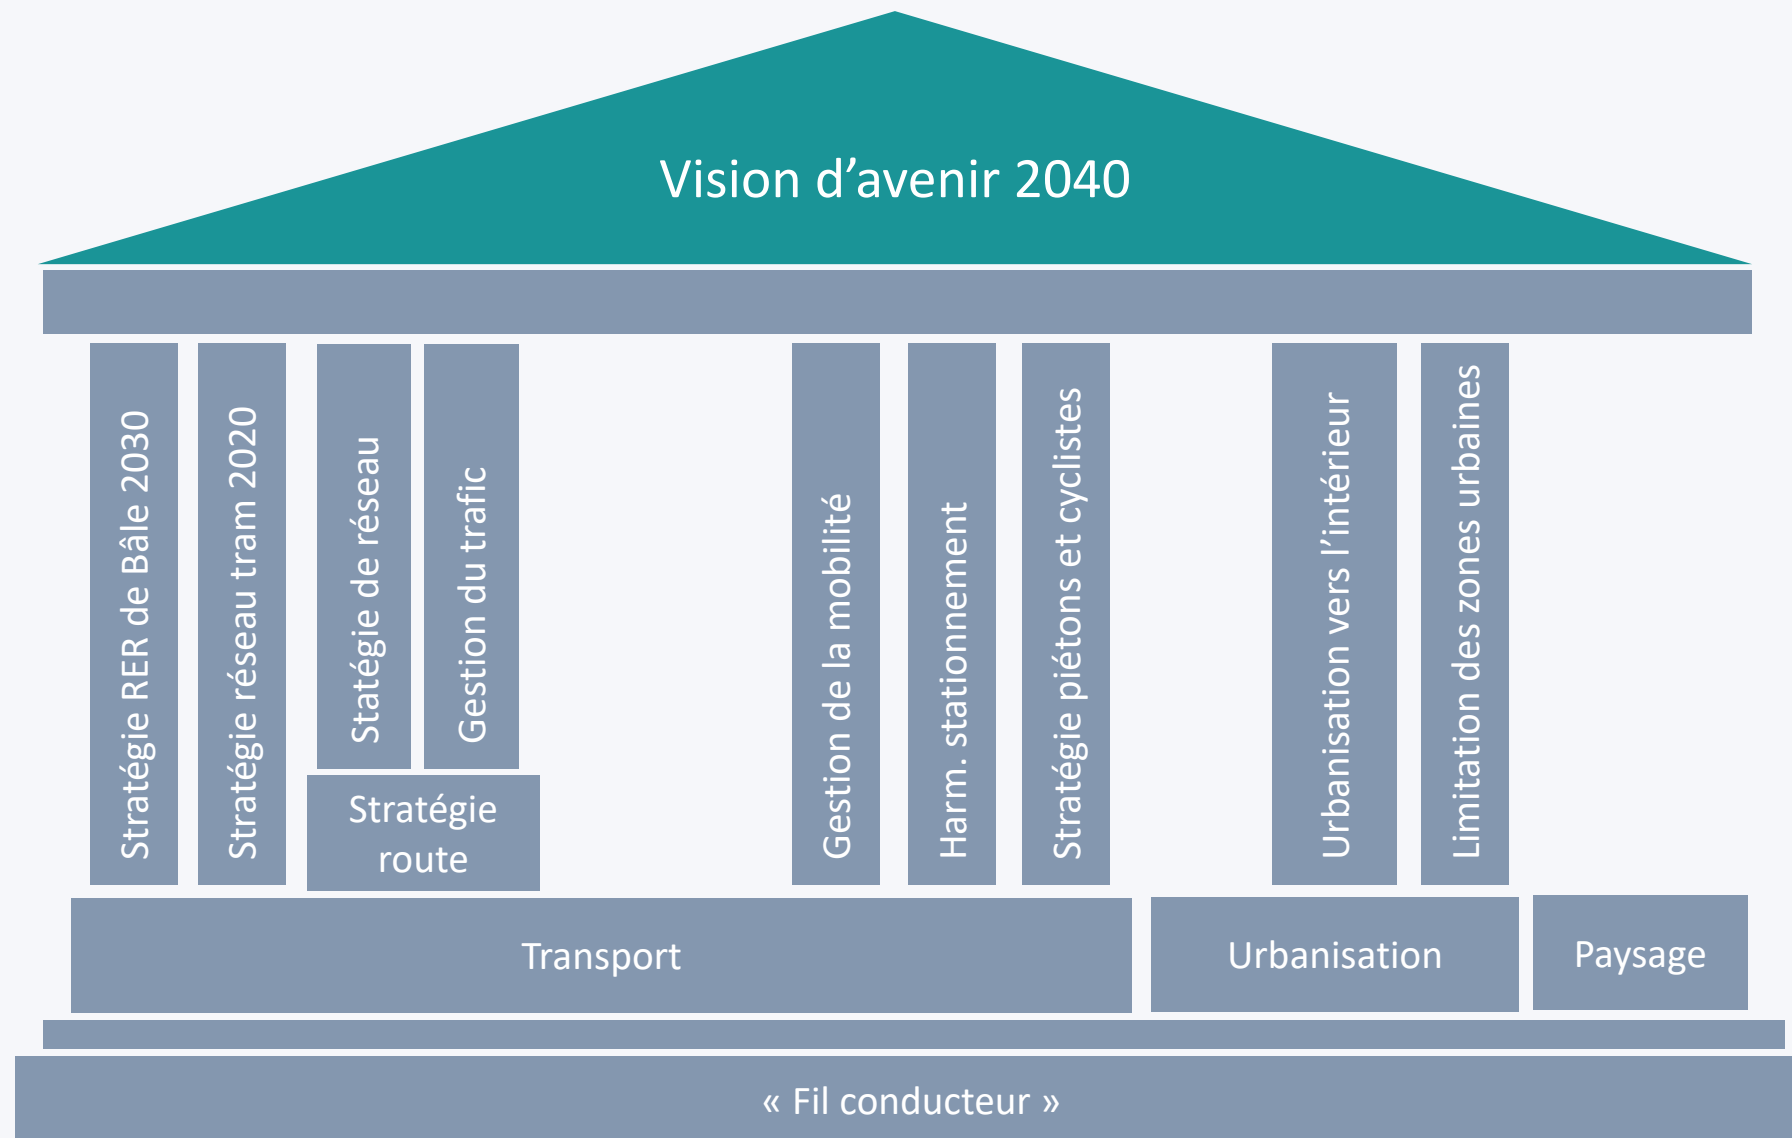 Vision d’avenir 2040
Stratégie RER de Bâle 2030
Stratégie réseau tram 2020
Statégie de réseau
Gestion du trafic
Stratégie
route
Gestion de la mobilité
Harm. stationnement
Stratégie piétons et cyclistes
Urbanisation vers l’intérieur
Limitation des zones urbaines
Transport
Urbanisation
Paysage
« Fil conducteur »